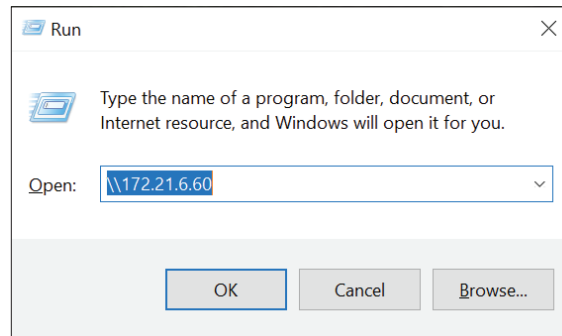 Run
Type the name of a program, folder, document, or
Internet resource, and Windows will open it for you.
Open: \\172.21.6.60
OK Cancel Browse...